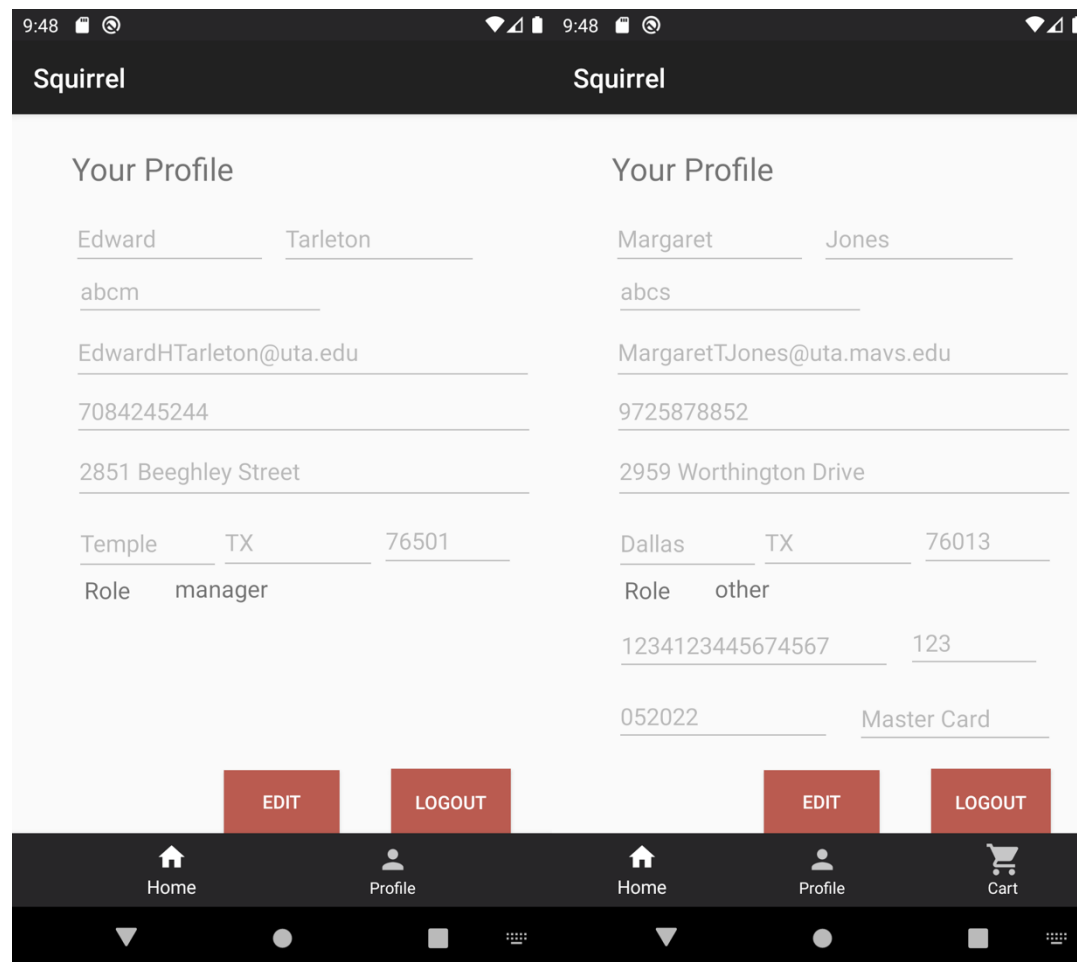 9:48
Squirrel
Your Profile
Edward Tarleton
abcm
EdwardHTarleton@uta.edu
7084245244
2851 Beeghley Street
Temple TX 76501
Role manager
EDIT LOGOUT
Home Profile
9:48
Squirrel
Your Profile
Margaret Jones
abcs
MargaretTJones@uta.mavs.edu
9725878852
2959 Worthington Drive
Dallas TX 76013
Role other
1234123445674567 123
052022 Master Card
EDIT LOGOUT
Home Profile Cart